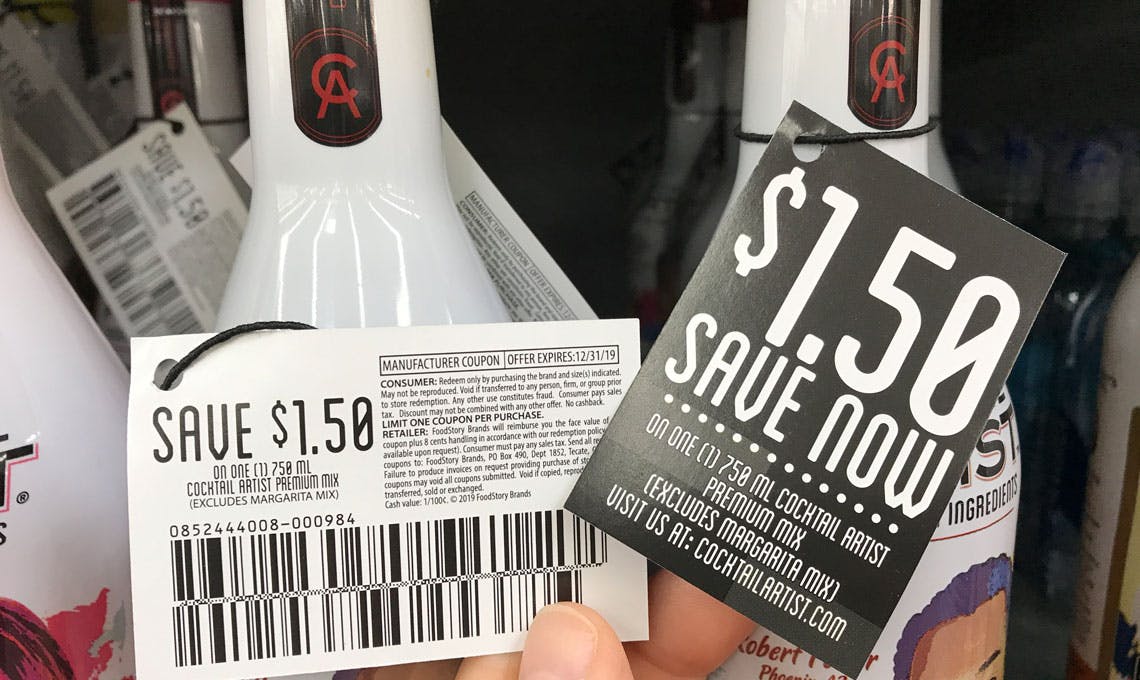 CA
CA
SAVE $1.50
MANUFACTURER COUPON OFFER EXPIRES
CONSUMER:
MANUFACTURER COUPON OFFER EXPIRES:12/31/19
CONSUMER: Redeem only by purchasing the brand and size(s) indicated.
May not be reproduced. Void if transferred to any person, firm, or group prior
to store redemption. Any other use constitutes fraud. Consumer pays sales
tax. Discount may not be combined with any other offer. No cashback.
LIMIT ONE COUPON PER PURCHASE.
RETAILER: FoodStory Brands will reimburse you the face value of
coupon plus 8 cents handling in accordance with our redemption policy
available upon request). Consumer must pay any sales tax. Send all
coupons to: FoodStory Brands, PO Box 490, Dept 1852, Tecate,
Failure to produce invoices on request providing purchase of
coupons may void all coupons submitted. Void if copied,
transferred, sold or exchanged.
Cash value: 1/100¢. © 2019 FoodStory Brands
SAVE $1.50
ON ONE (1) 750 ML
COCKTAIL ARTIST PREMIUM MIX
(EXCLUDES MARGARITA MIX)
0852444008-000984
$1.50
SAVE NOW
ON ONE (1) 750 ML COCKTAIL ARTIST
PREMIUM MIX
(EXCLUDES MARGARITA MIX)
VISIT US AT: COCKTAILARTIST.COM
INGREDIENTS
®